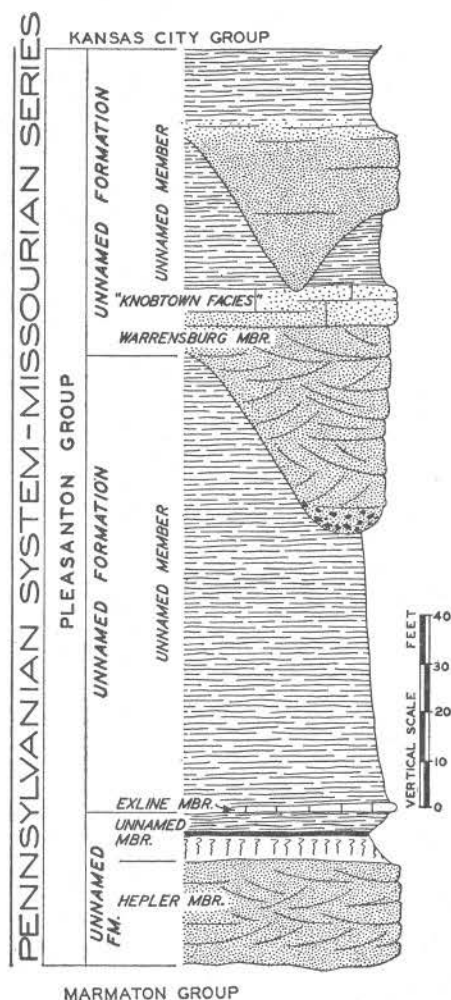 KANSAS CITY GROUP
PENNSYLVANIAN SYSTEM-MISSOURIAN SERIES
PLEASANTON GROUP
UNNAMED FORMATION
UNNAMED MEMBER
"KNOBTOWN FACIES"
WARRENSBURG MBR.
UNNAMED FORMATION
UNNAMED MEMBER
EXLINE MBR.
UNNAMED
MBR.
UNNAMED
FM.
HEPLER MBR.
VERTICAL SCALE FEET
40
30
20
10
0
MARMATON GROUP